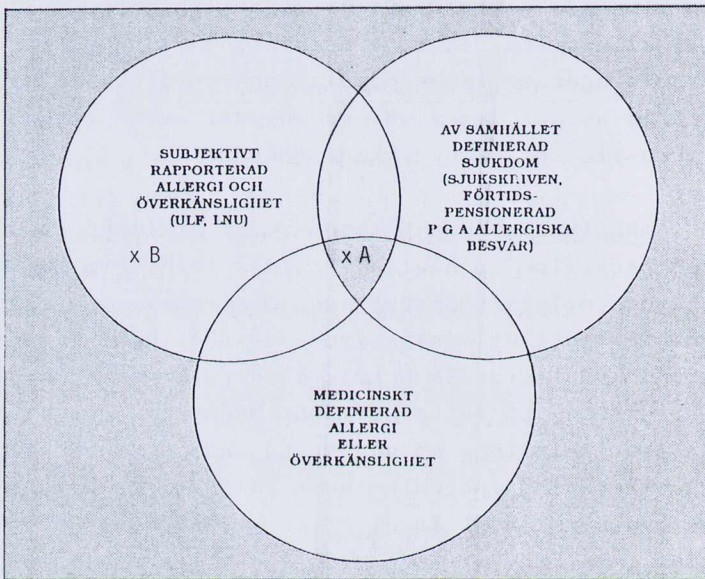 SUBJEKTIVT
RAPPORTERAD
ALLERGI OCH
ÖVERKÄNSLIGHET
(ULF, LNU)
x B
x A
AV SAMHÄLLET
DEFINIERAD
SJUKDOM
(SJUKSKRIVEN,
FÖRTIDS-
PENSIONERAD
P G A ALLERGISKA
BESVAR)
MEDICINSKT
DEFINIERAD
ALLERGI
ELLER
ÖVERKÄNSLIGHET